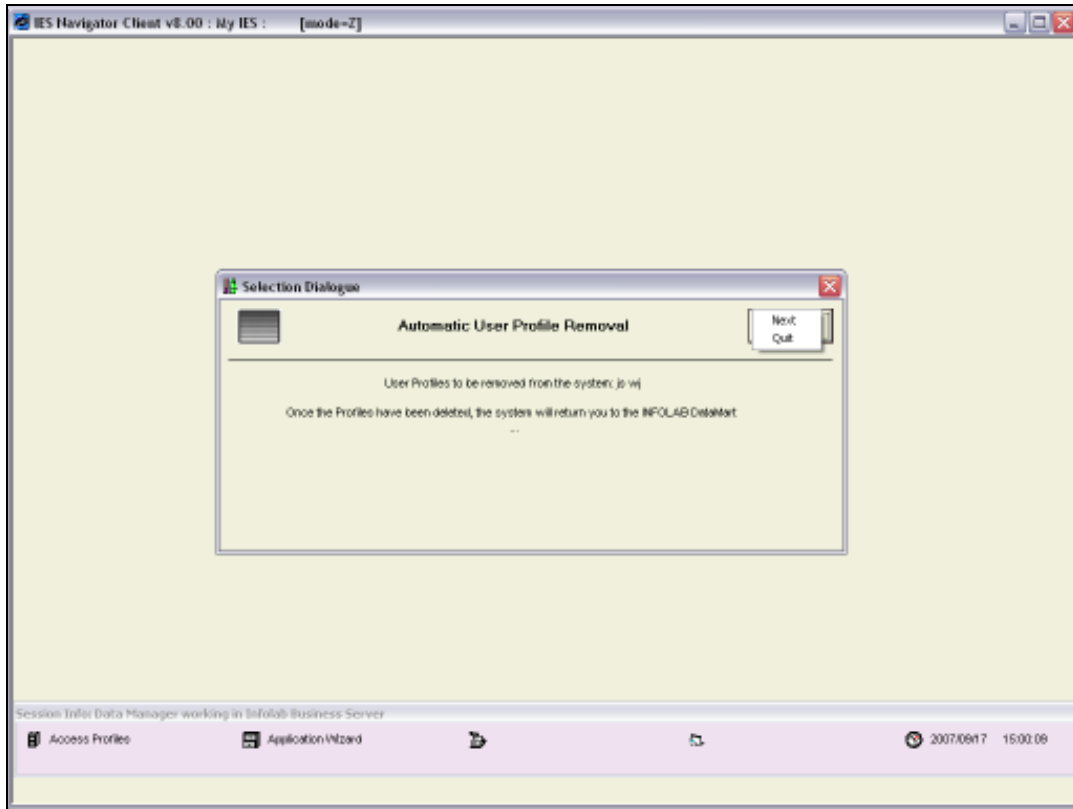 IES Navigator Client v8.00 : My IES : [mode=Z]
Selection Dialogue
Automatic User Profile Removal
Next
Quit
User Profiles to be removed from the system: jo wj
Once the Profiles have been deleted, the system will return you to the INFOLAB DataMart
...
Session Info: Data Manager working in Infolab Business Server
Access Profiles
Application Wizard
2007/09/17 15:00:09